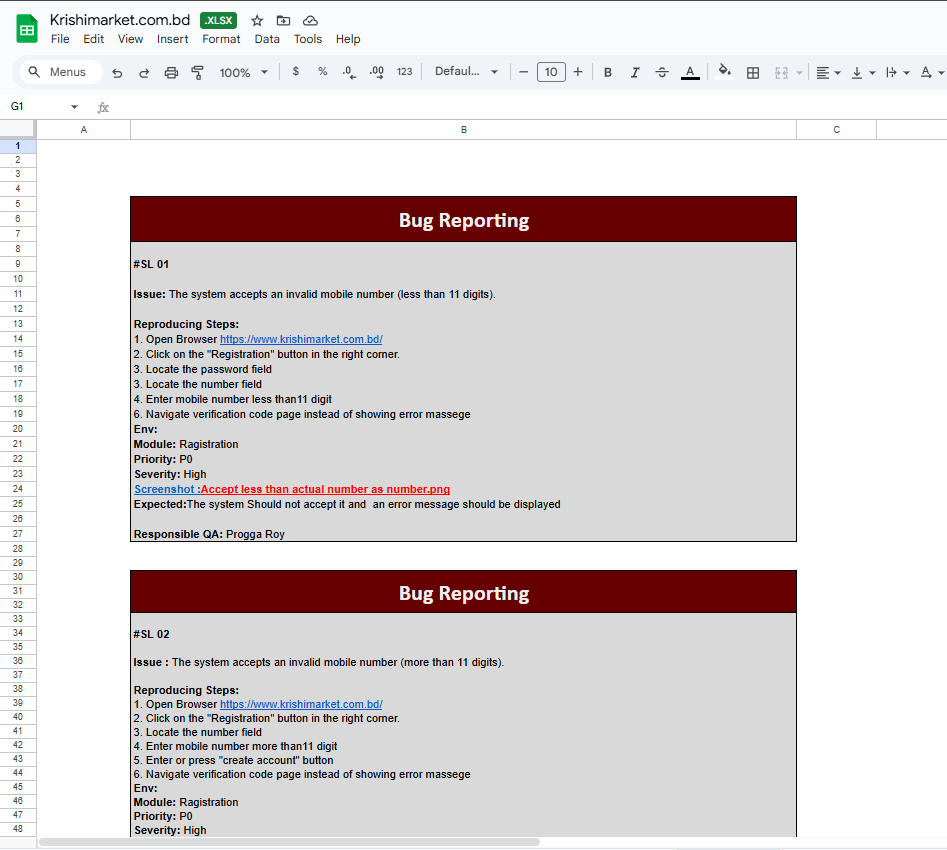 Krishimarket.com.bd .XLSX
File Edit View Insert Format Data Tools Help
Menus 100% $ % .0 .00 123 Defaul... − 10 + B I A A
G1 fx
A B C
1
2
3
4
5
6 Bug Reporting
7
8
9 #SL 01
10
11 Issue: The system accepts an invalid mobile number (less than 11 digits).
12
13 Reproducing Steps:
14 1. Open Browser https://www.krishimarket.com.bd/
15 2. Click on the "Registration" button in the right corner.
16 3. Locate the password field
17 3. Locate the number field
18 4. Enter mobile number less than11 digit
19 6. Navigate verification code page instead of showing error massege
20 Env:
21 Module: Ragistration
22 Priority: P0
23 Severity: High
24 Screenshot :Accept less than actual number as number.png
25 Expected:The system Should not accept it and  an error message should be displayed
26
27 Responsible QA: Progga Roy
28
29
30
31 Bug Reporting
32
33
34 #SL 02
35
36 Issue : The system accepts an invalid mobile number (more than 11 digits).
37
38 Reproducing Steps:
39 1. Open Browser https://www.krishimarket.com.bd/
40 2. Click on the "Registration" button in the right corner.
41 3. Locate the number field
42 4. Enter mobile number more than11 digit
43 5. Enter or press "create account" button
44 6. Navigate verification code page instead of showing error massege
45 Env:
46 Module: Ragistration
47 Priority: P0
48 Severity: High